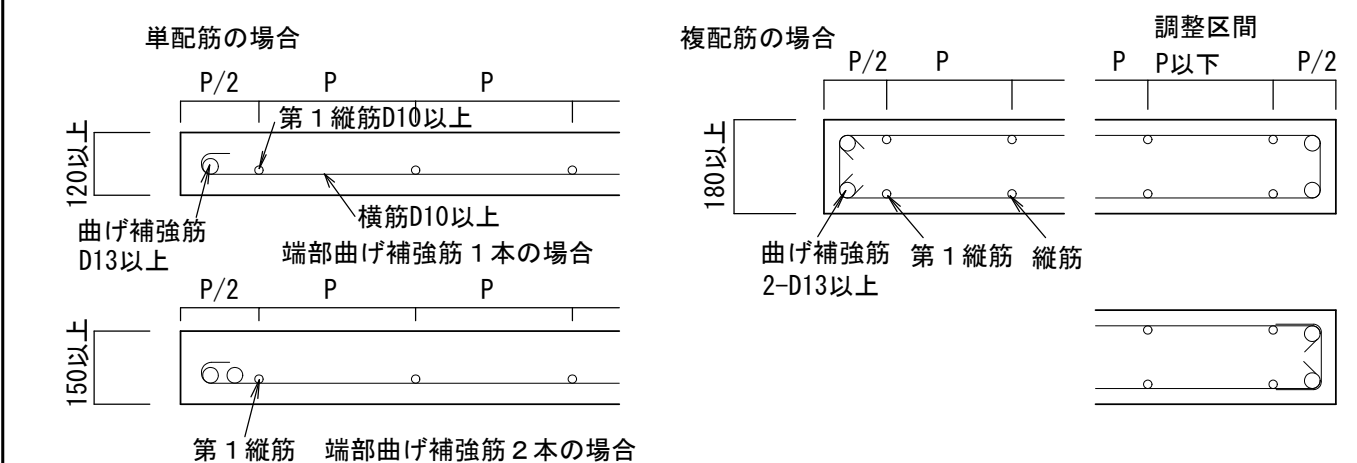 単配筋の場合
P/2 P P
第１縦筋D10以上
120以上
横筋D10以上
曲げ補強筋
D13以上
端部曲げ補強筋１本の場合
P/2 P P
150以上
第１縦筋 端部曲げ補強筋２本の場合
複配筋の場合
調整区間
P/2 P P P以下 P/2
180以上
曲げ補強筋
2-D13以上
第１縦筋 縦筋